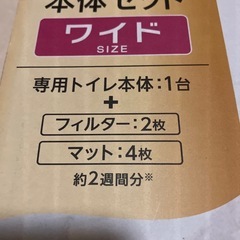 本体セット
ワイド
SIZE
専用トイレ本体:1台
+
フィルター:2枚
マット:4枚
約2週間分※